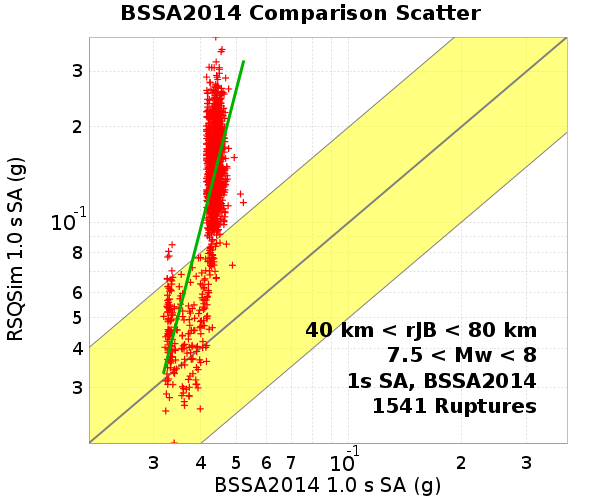 BSSA2014 Comparison Scatter
RSQSim 1.0 s SA (g)
3
2
10⁻¹
8
6
5
4
3
40 km < rJB < 80 km
7.5 < Mw < 8
1s SA, BSSA2014
1541 Ruptures
3 4 5 6 7 10⁻¹ 2 3
BSSA2014 1.0 s SA (g)